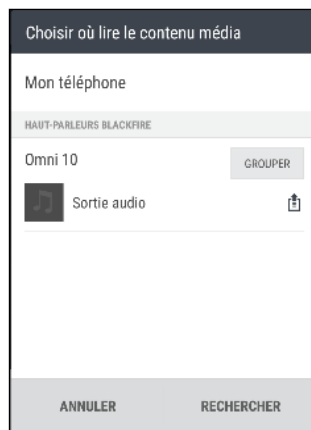 Choisir où lire le contenu média
Mon téléphone
HAUT-PARLEURS BLACKFIRE
Omni 10
GROUPER
Sortie audio
ANNULER
RECHERCHER